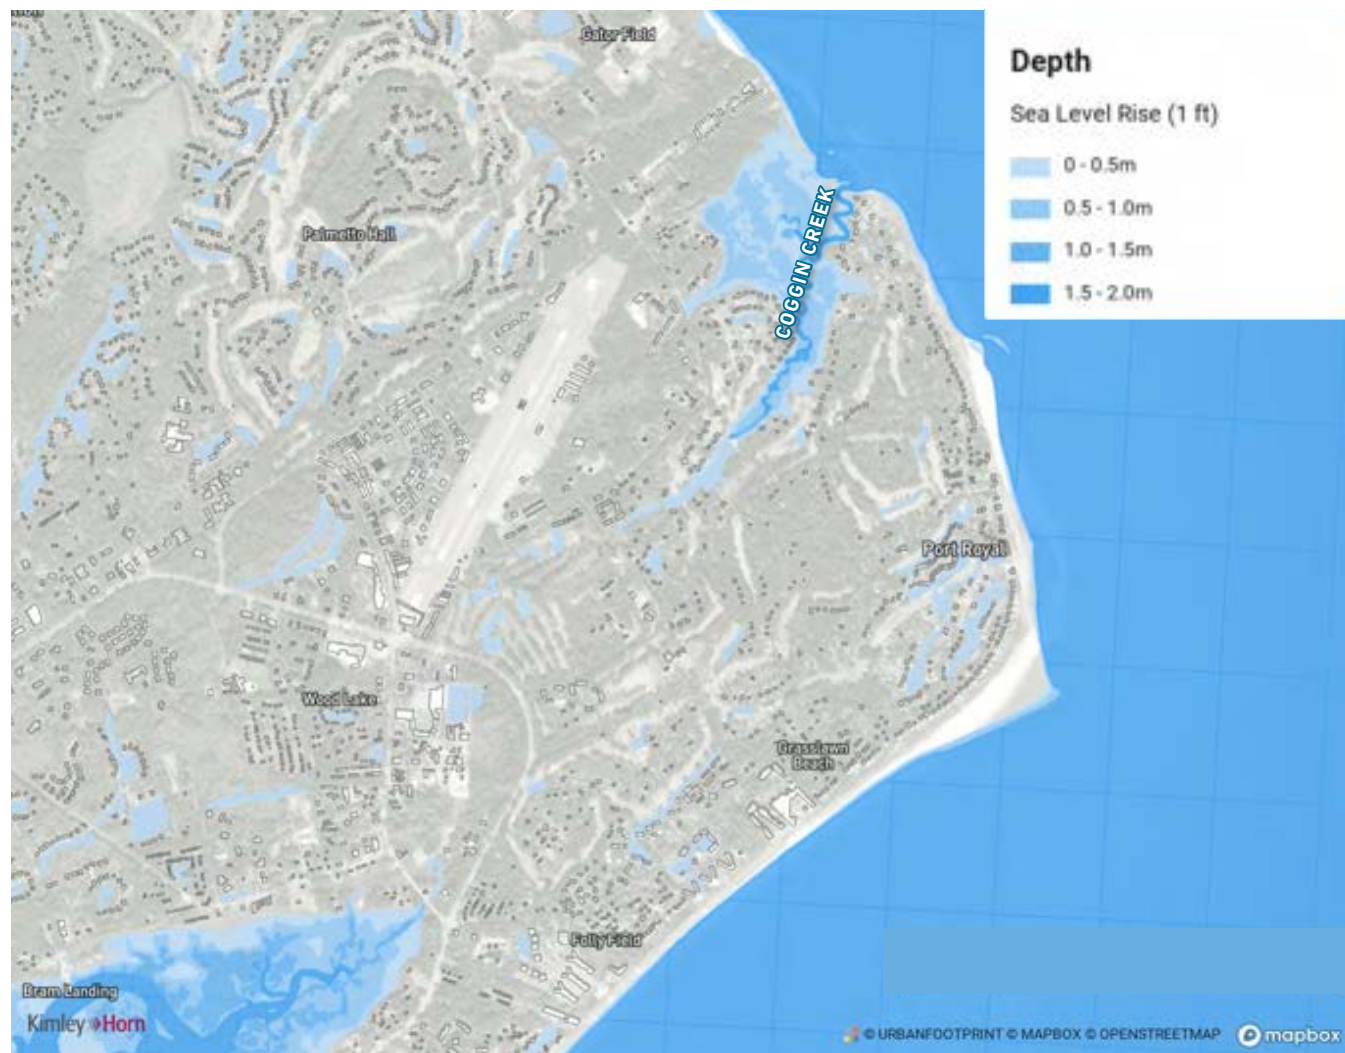 Gator Field
Depth
Sea Level Rise (1 ft)
0 - 0.5m
0.5 - 1.0m
1.0 - 1.5m
1.5 - 2.0m
COGGIN CREEK
Palmetto Hall
Port Royal
Wood Lake
Grasslawn
Beach
Folly Field
Bram Landing
Kimley Horn
© URBANFOOTPRINT © MAPBOX © OPENSTREETMAP
mapbox